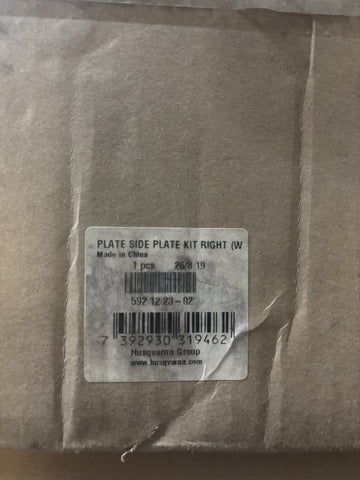 PLATE SIDE PLATE KIT RIGHT (W
Made in China
1 pcs 26/8 19
592 12 23-02
7 392930 319462
Husqvarna Group
www.husqvarna.com